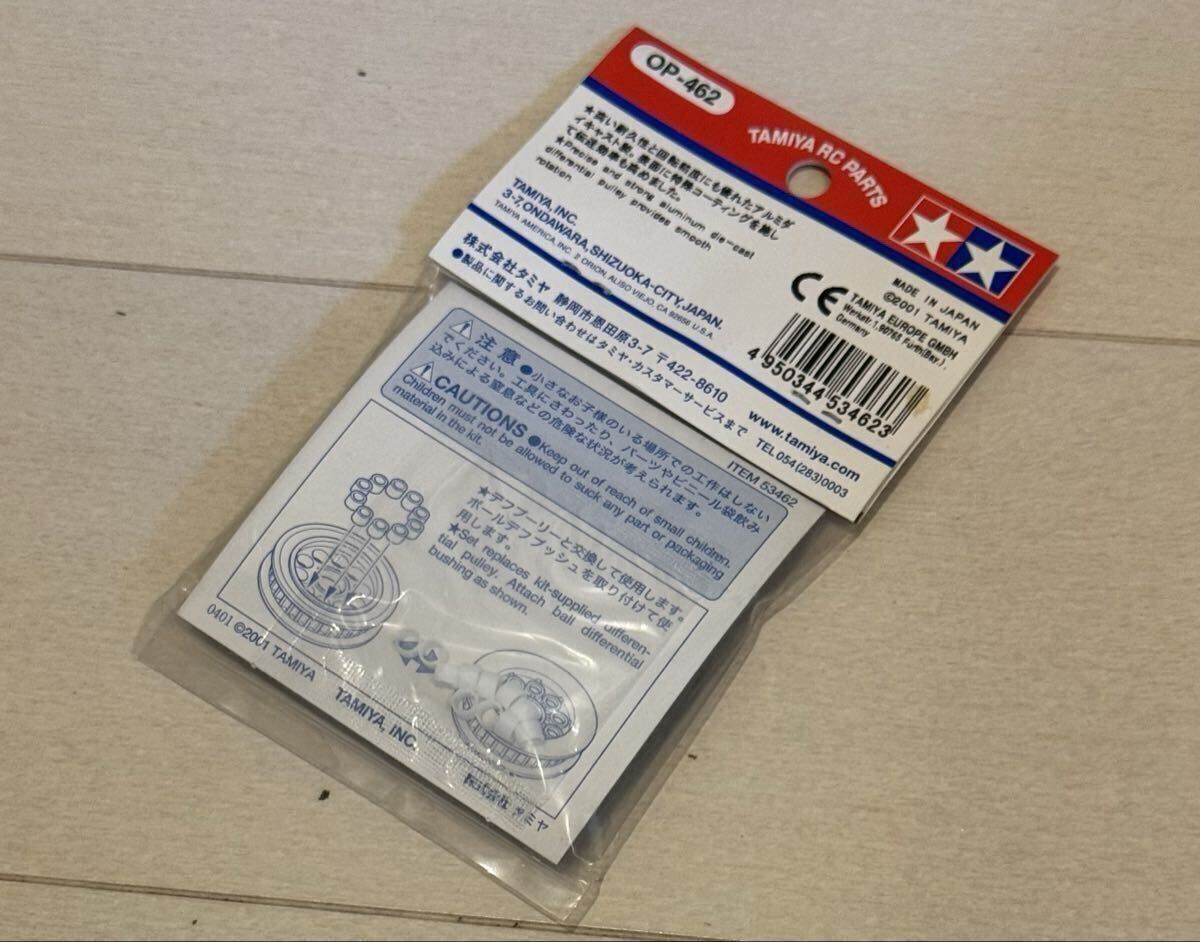 OP-462
TAMIYA RC PARTS
★高い耐久性と回転精度にも優れたアルミダ
イキャスト製。表面に特殊コーティングを施し
て伝達効率も高めました。
★Precise and strong aluminum die-cast
differential pulley provides smooth
rotation.
TAMIYA, INC.
3-7, ONDAWARA, SHIZUOKA-CITY, JAPAN.
TAMIYA AMERICA, INC. 2 ORION, ALISO VIEJO, CA 92656 U.S.A.
株式会社タミヤ 静岡市恩田原3-7 〒422-8610
●製品に関するお問い合わせはタミヤ・カスタマーサービスまで TEL054(283)0003
www.tamiya.com
MADE IN JAPAN
©2001 TAMIYA
CE
TAMIYA EUROPE GMBH
Werkstr.1,90765 Furth(Bay).
Germany
4 950344 534623
ITEM 53462
注意 ●小さなお子様のいる場所での工作はしない
でください。工具にさわったり、パーツやビニール袋飲み
込みによる窒息などの危険な状況が考えられます。
CAUTIONS ●Keep out of reach of small children.
Children must not be allowed to suck any part or packaging
material in the kit.
★デフプーリーと交換して使用します。
ボールデフブッシュを取り付けて使
用します。
★Set replaces kit-supplied differen-
tial pulley. Attach ball differential
bushing as shown.
0401 ©2001 TAMIYA TAMIYA, INC. 株式会社 タミヤ